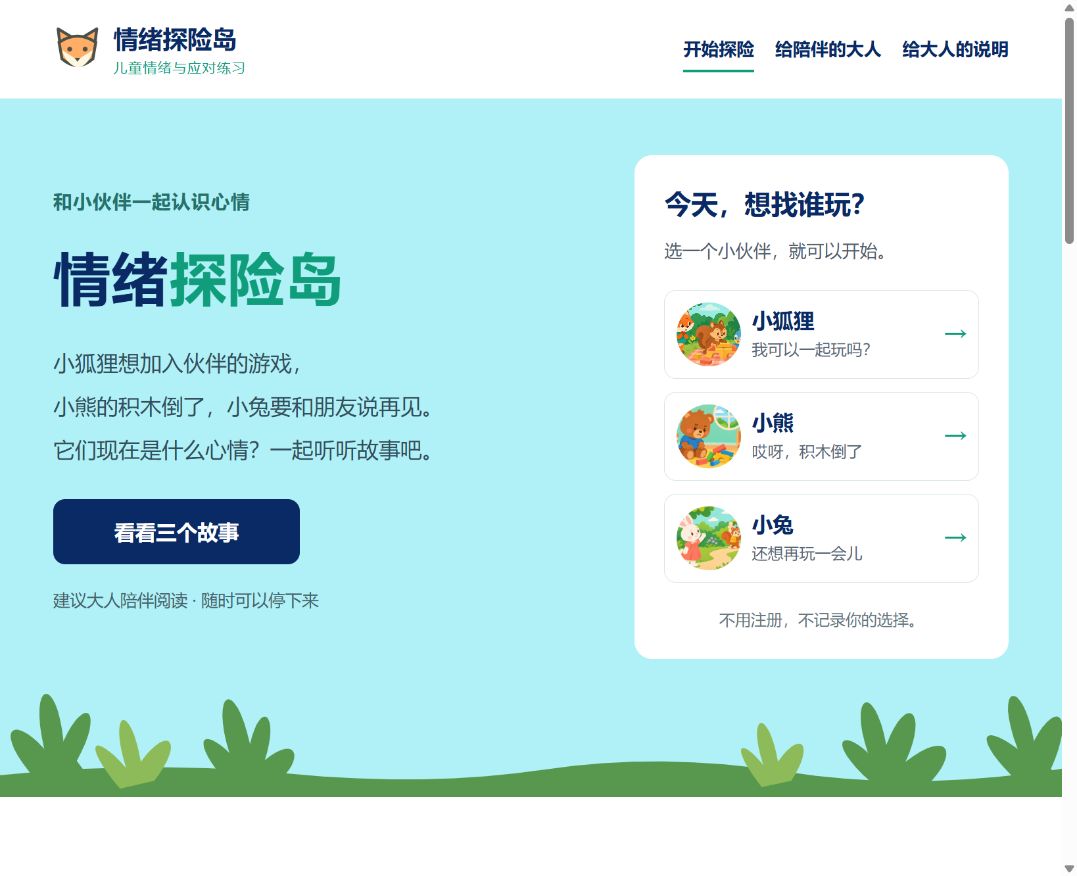 情绪探险岛
儿童情绪与应对练习
开始探险
给陪伴的大人
给大人的说明
和小伙伴一起认识心情
情绪探险岛
小狐狸想加入伙伴的游戏，
小熊的积木倒了，小兔要和朋友说再见。
它们现在是什么心情？一起听听故事吧。
看看三个故事
建议大人陪伴阅读 · 随时可以停下来
今天，想找谁玩？
选一个小伙伴，就可以开始。
小狐狸
我可以一起玩吗？
小熊
哎呀，积木倒了
小兔
还想再玩一会儿
不用注册，不记录你的选择。